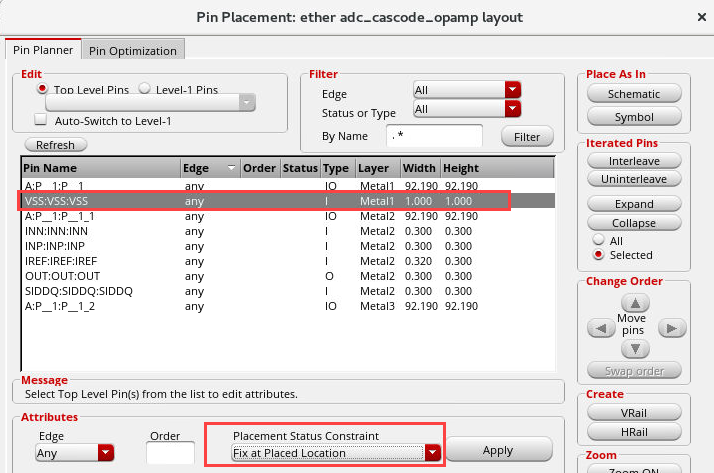 Pin Placement: ether adc_cascode_opamp layout
Pin Planner Pin Optimization
Edit
Top Level Pins Level-1 Pins
Auto-Switch to Level-1
Refresh
Filter
Edge All
Status or Type All
By Name .* Filter
Place As In
Schematic
Symbol
Pin Name Edge Order Status Type Layer Width Height
A:P__1:P__1 any IO Metal1 92.190 92.190
VSS:VSS:VSS any I Metal1 1.000 1.000
A:P__1:P__1_1 any IO Metal2 92.190 92.190
INN:INN:INN any I Metal2 0.300 0.300
INP:INP:INP any I Metal2 0.300 0.300
IREF:IREF:IREF any I Metal2 0.320 0.300
OUT:OUT:OUT any O Metal2 0.300 0.300
SIDDQ:SIDDQ:SIDDQ any I Metal2 0.300 0.300
A:P__1:P__1_2 any IO Metal3 92.190 92.190
Iterated Pins
Interleave
Uninterleave
Expand
Collapse
All
Selected
Change Order
Move
pins
Swap order
Message
Select Top Level Pin(s) from the list to edit attributes.
Attributes
Edge Order Placement Status Constraint
Any Fix at Placed Location Apply
Create
VRail
HRail
Zoom
Zoom ON